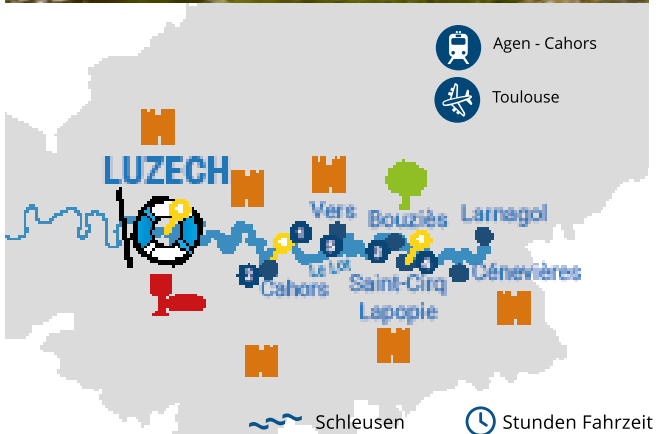 Agen - Cahors
Toulouse
LUZECH
Vers
Bouziès
Larnagol
Le Lot
Cahors
Saint-Cirq
Lapopie
Cénevières
Schleusen
Stunden Fahrzeit